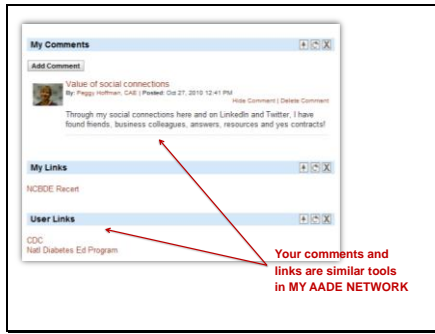 My Comments
Add Comment
Value of social connections
By: Peggy Hoffman, CAE | Posted: Oct 27, 2010 12:41 PM
Hide Comment | Delete Comment
Through my social connections here and on LinkedIn and Twitter, I have
found friends, business colleagues, answers, resources and yes contracts!
My Links
NCBDE Recert
User Links
CDC
Natl Diabetes Ed Program
Your comments and
links are similar tools
in MY AADE NETWORK